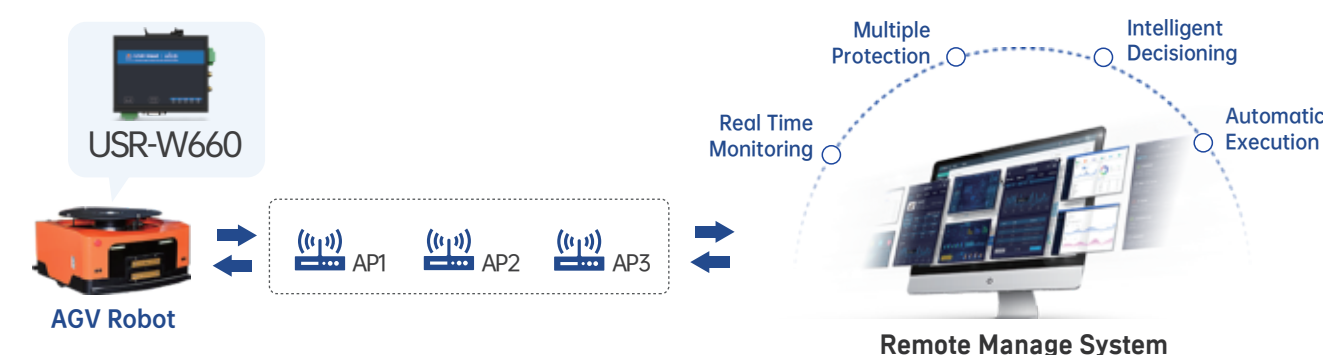 Multiple
Protection
Intelligent
Decisioning
Real Time
Monitoring
Automatic
Execution
USR-W660
AP1
AP2
AP3
AGV Robot
Remote Manage System